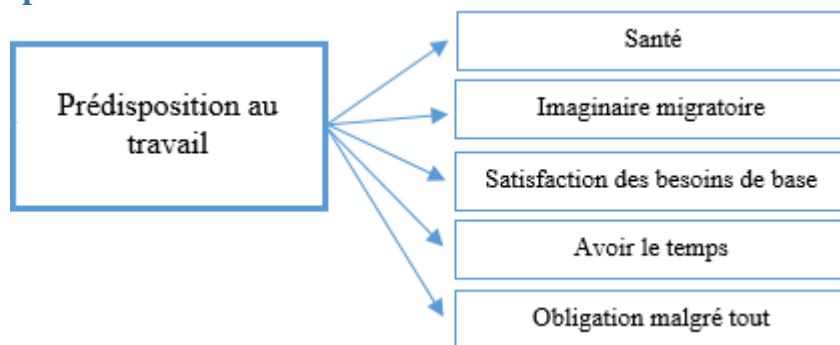 Prédisposition au
travail
Santé
Imaginaire migratoire
Satisfaction des besoins de base
Avoir le temps
Obligation malgré tout